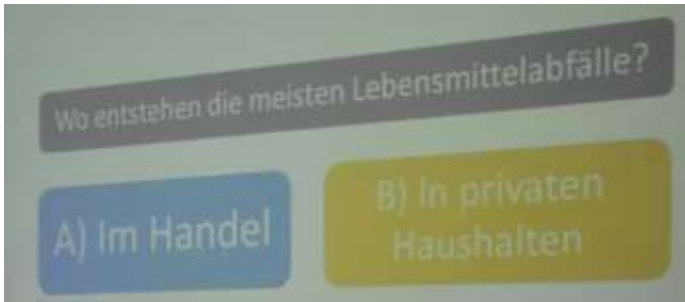 Wo entstehen die meisten Lebensmittelabfälle?
A) Im Handel
B) In privaten
Haushalten